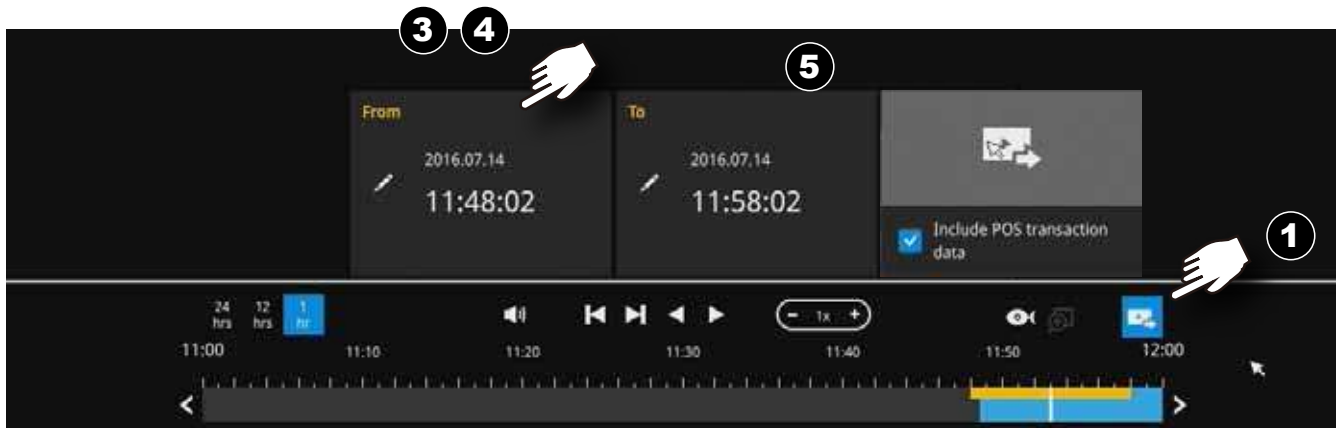 3 4
5
From
2016.07.14
11:48:02
To
2016.07.14
11:58:02
Include POS transaction
data
1
24
hrs
12
hrs
1
hr
- 1x +
11:00 11:10 11:20 11:30 11:40 11:50 12:00